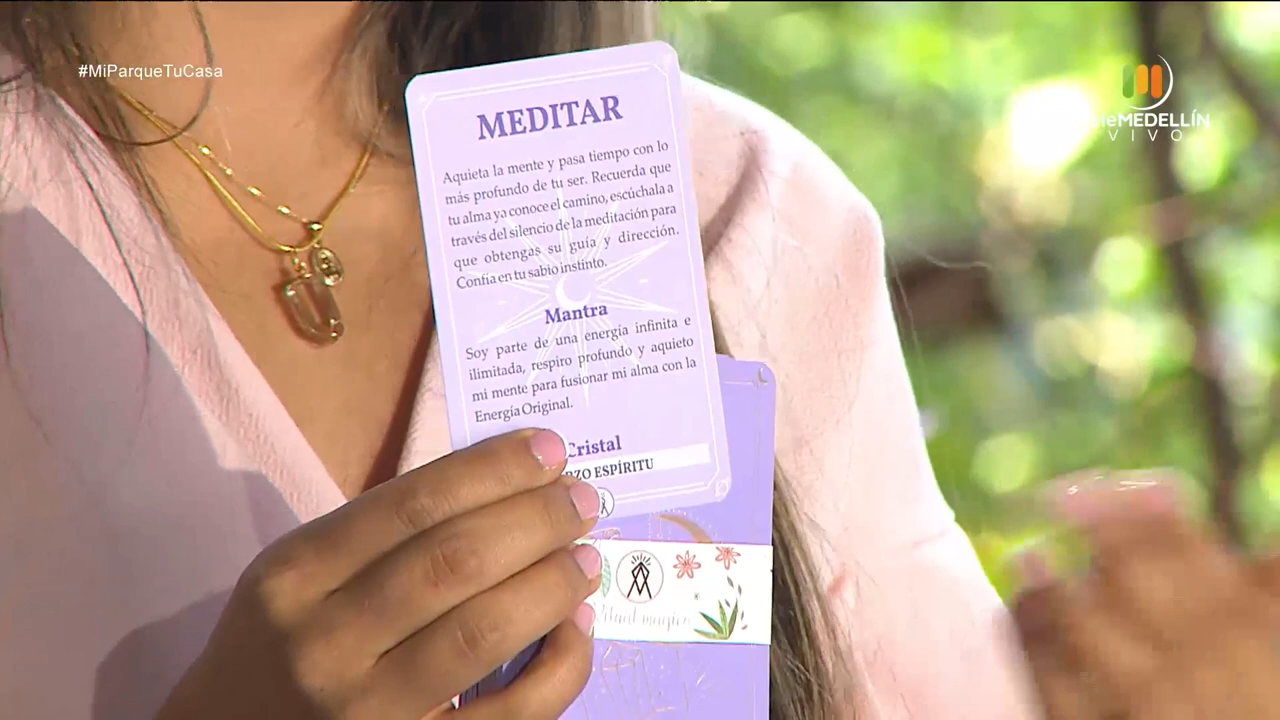 #MiParqueTuCasa
MEDELLÍN
VIVO
MEDITAR
Aquieta la mente y pasa tiempo con lo
más profundo de tu ser. Recuerda que
tu alma ya conoce el camino, escúchala a
través del silencio de la meditación para
que obtengas su guía y dirección.
Confía en tu sabio instinto.
Mantra
Soy parte de una energía infinita e
ilimitada, respiro profundo y aquieto
mi mente para fusionar mi alma con la
Energía Original.
Cristal
ESPÍRITU